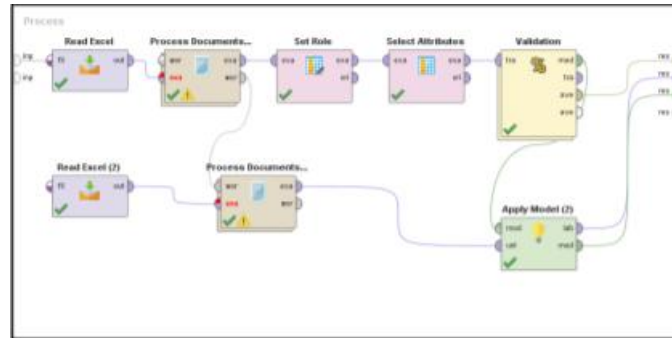 Process
Read Excel
Process Documents...
Set Role
Select Attributes
Validation
inp
inp
fil
out
wor
exa
exa
wor
exa
exa
ori
exa
exa
ori
tra
mod
tra
ave
ave
res
res
res
res
Read Excel (2)
Process Documents...
fil
out
wor
exa
exa
wor
Apply Model (2)
mod
lab
unl
mod